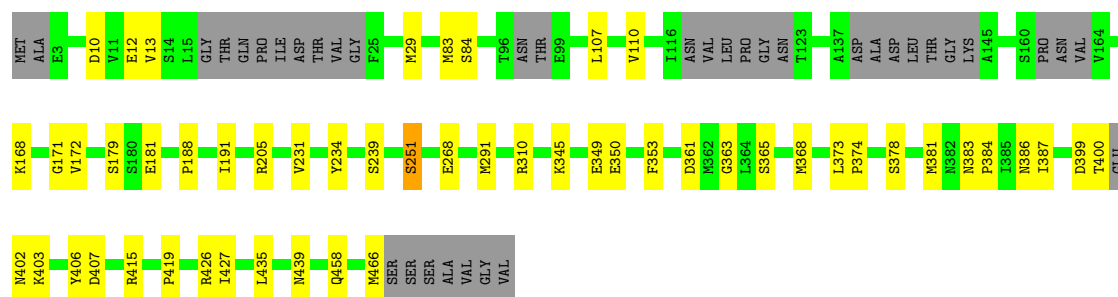 MET ALA E3 D10 V11 E12 V13 S14 L15 GLY THR GLN PRO ILE ASP THR VAL GLY F25 M29 M83 S84 T96 ASN THR E99 L107 V110 I116 ASN VAL LEU PRO GLY ASN T123 A137 ASP ALA ASP LEU THR GLY LYS A145 S160 PRO ASN VAL V164
K168 G171 V172 S179 S180 E181 P188 I191 R205 V231 Y234 S239 S251 E268 M291 R310 K345 E349 E350 F353 D361 M362 G363 L364 S365 M368 L373 P374 S378 M381 N382 N383 P384 I385 N386 I387 D399 T400 GLU
N402 K403 Y406 D407 R415 P419 R426 I427 L435 N439 Q458 M466 SER SER SER ALA VAL GLY VAL